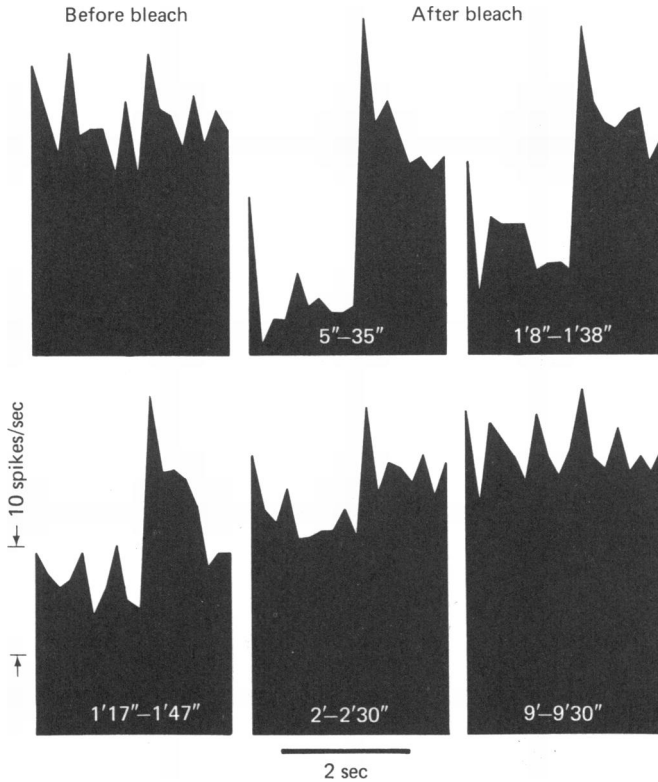 Before bleach
After bleach
5″–35″
1′8″–1′38″
10 spikes/sec
1′17″–1′47″
2′–2′30″
9′–9′30″
2 sec